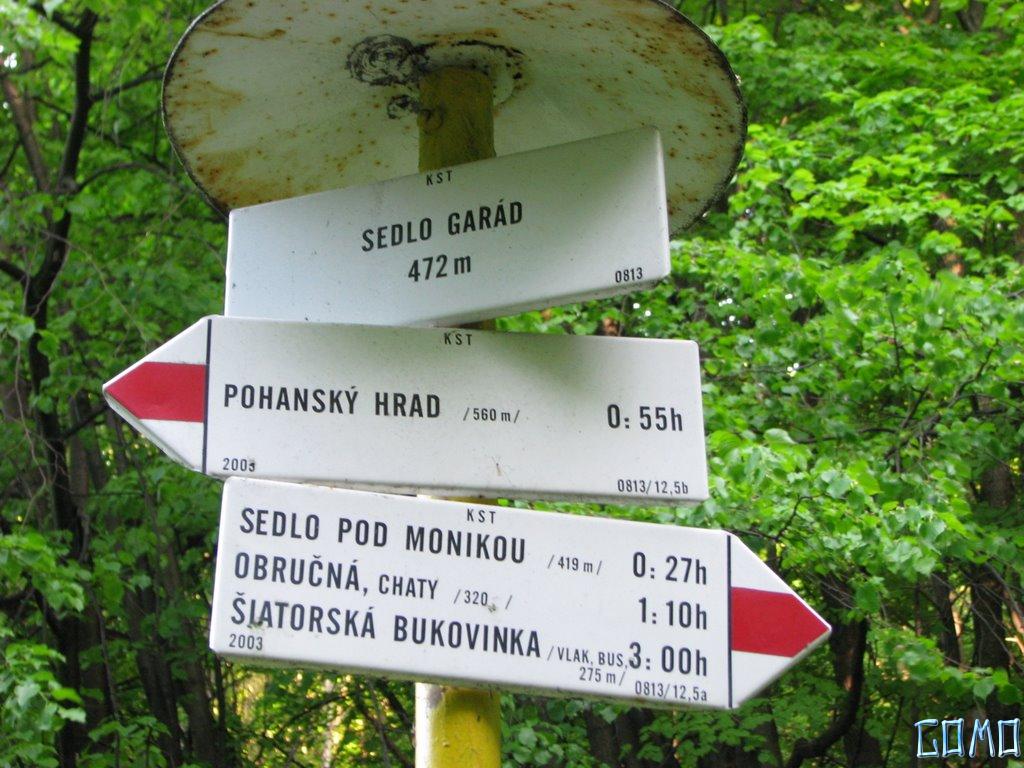 KST
SEDLO GARÁD
472 m
0813
KST
POHANSKÝ HRAD /560 m/ 0: 55h
2003 0813/12,5b
KST
SEDLO POD MONIKOU /419 m/ 0: 27h
OBRUČNÁ, CHATY /320 / 1: 10h
ŠIATORSKÁ BUKOVINKA /VLAK, BUS, 3: 00h
275 m/
2003 0813/12,5a
GOMO